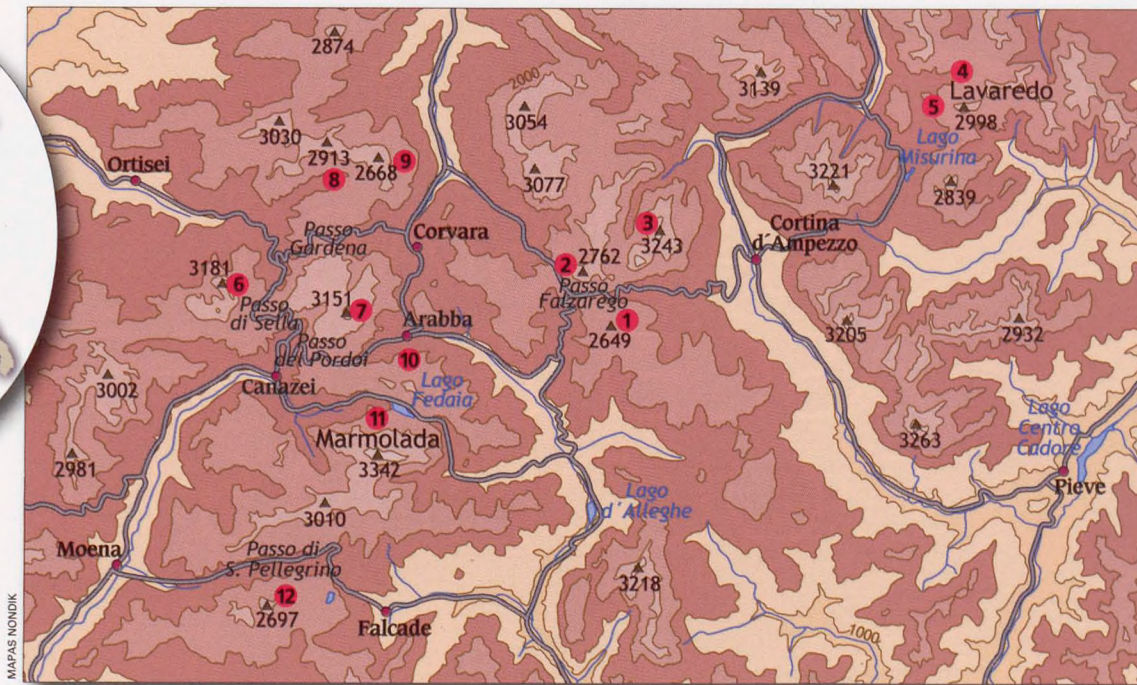 2874
2000
3139
4
Lavaredo
5
2998
3054
3030
2913
9
2668
8
Ortisei
3077
Lago
Misurina
3221
2839
Passo
Gardena
Corvara
3
3243
Cortina
d´Ampezzo
3181
6
Passo
di Sella
3151
7
2
2762
Passo
Falzarego
1
2649
Arabba
Passo
del Pordoi
10
3205
2932
3002
Canazei
Lago
Fedaia
11
Marmolada
3342
2981
3263
Lago
Centro
Cadore
Pieve
3010
Lago
d´Alleghe
Moena
Passo di
S. Pellegrino
12
2697
Falcade
3218
1000
MAPAS NONDIK